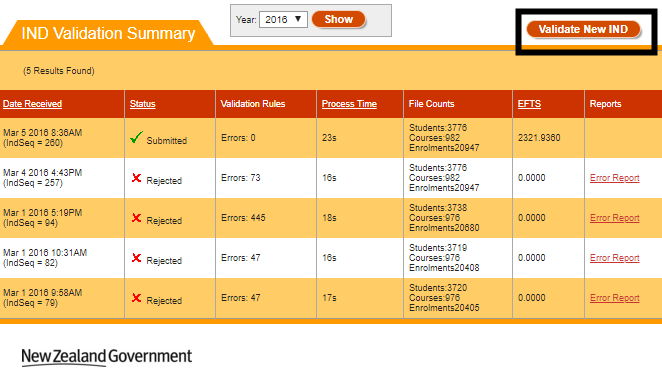 Year: 2016 Show
IND Validation Summary
Validate New IND
(5 Results Found)
Date Received Status Validation Rules Process Time File Counts EFTS Reports
Mar 5 2016 8:36AM
(IndSeq = 260)
Submitted
Errors: 0
23s
Students:3776
Courses:982
Enrolments20947
2321.9360
Mar 4 2016 4:43PM
(IndSeq = 257)
Rejected
Errors: 73
16s
Students:3776
Courses:982
Enrolments20947
0.0000
Error Report
Mar 1 2016 5:19PM
(IndSeq = 94)
Rejected
Errors: 445
18s
Students:3738
Courses:976
Enrolments20680
0.0000
Error Report
Mar 1 2016 10:31AM
(IndSeq = 82)
Rejected
Errors: 47
16s
Students:3719
Courses:976
Enrolments20408
0.0000
Error Report
Mar 1 2016 9:58AM
(IndSeq = 79)
Rejected
Errors: 47
17s
Students:3720
Courses:976
Enrolments20405
0.0000
Error Report
New Zealand Government